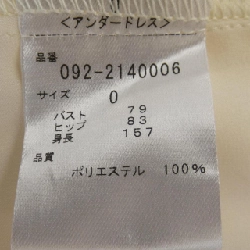 ＜アンダードレス＞
品番
092-2140006
サイズ
0
バスト 79
ヒップ 83
身長 157
品質
ポリエステル 100%